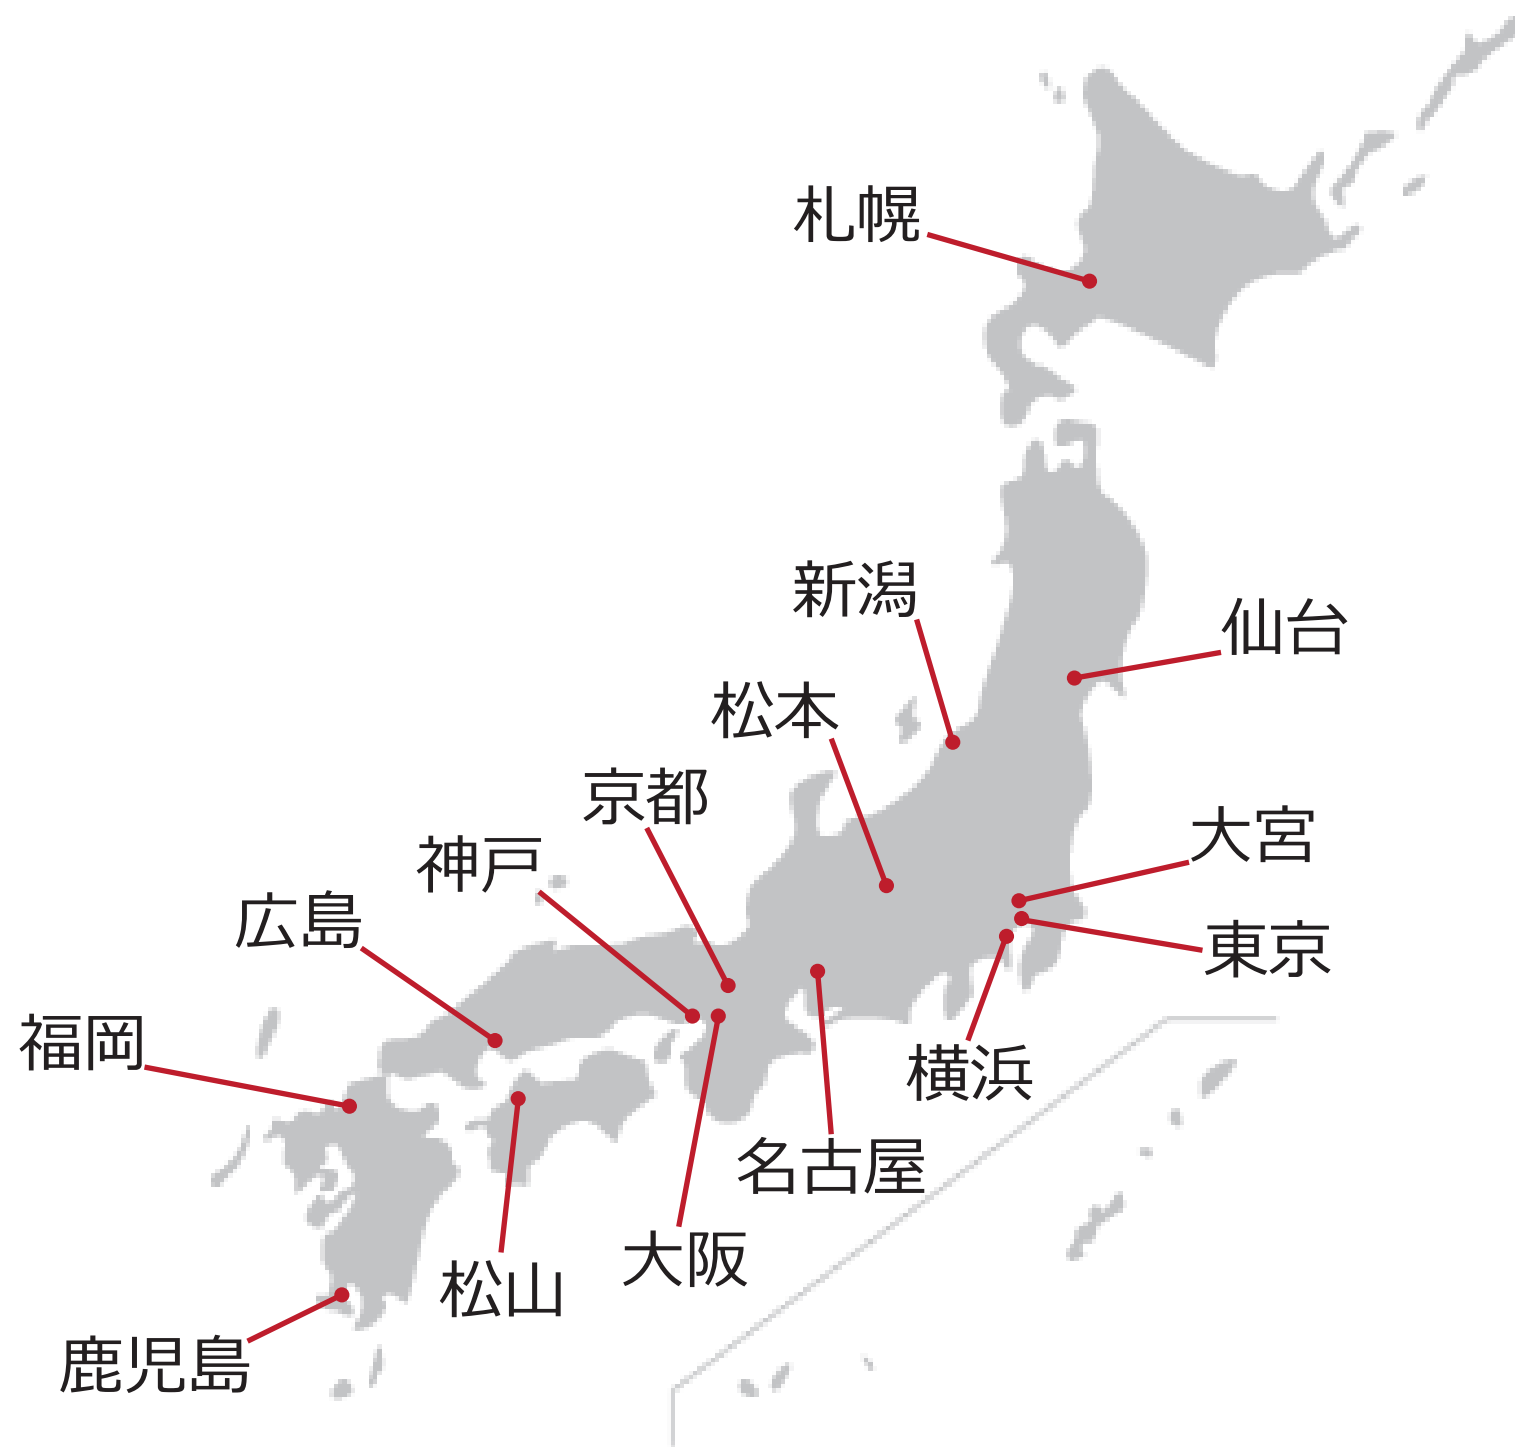 札幌
新潟
仙台
松本
京都
大宮
神戸
広島
東京
福岡
横浜
名古屋
大阪
松山
鹿児島